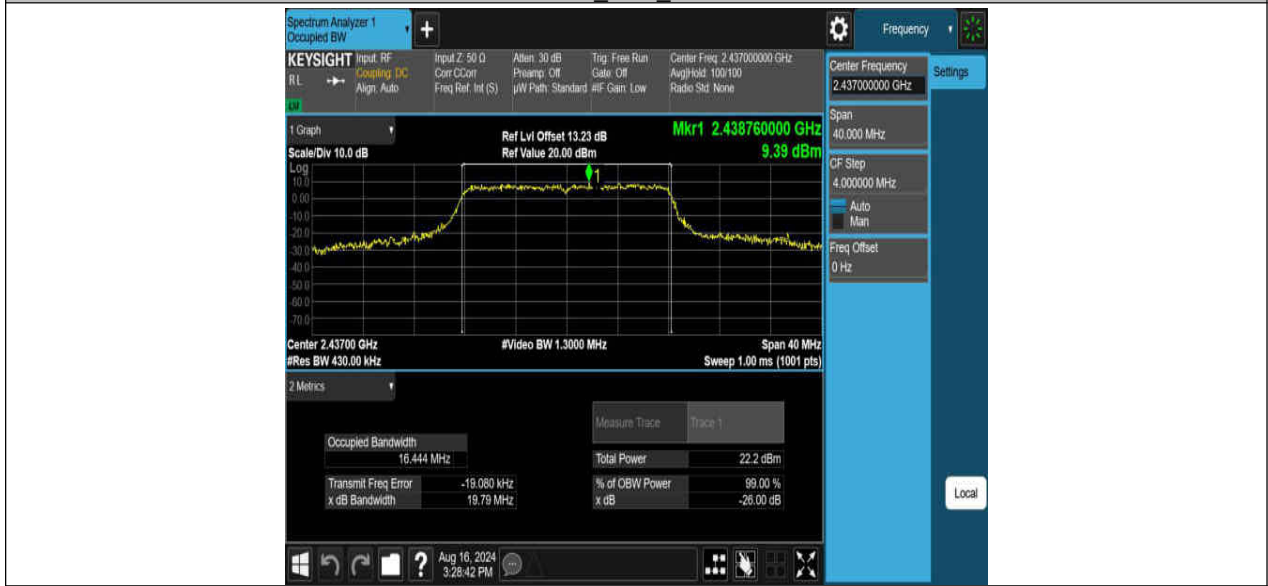 Spectrum Analyzer 1
Occupied BW
+
Frequency
KEYSIGHT Input: RF Input Z: 50 Ω Atten: 30 dB Trig: Free Run Center Freq: 2.437000000 GHz
RL Coupling: DC Corr CCorr Preamp: Off Gate: Off Avg|Hold: 100/100
Align: Auto Freq Ref: Int (S) µW Path: Standard #IF Gain: Low Radio Std: None
Center Frequency
2.437000000 GHz
Settings
Span
40.000 MHz
CF Step
4.000000 MHz
Auto
Man
Freq Offset
0 Hz
1 Graph
Ref Lvl Offset 13.23 dB
Mkr1 2.438760000 GHz
Scale/Div 10.0 dB
Ref Value 20.00 dBm
9.39 dBm
Log
1
10.0
0.00
-10.0
-20.0
-30.0
-40.0
-50.0
-60.0
-70.0
Center 2.43700 GHz #Video BW 1.3000 MHz Span 40 MHz
#Res BW 430.00 kHz Sweep 1.00 ms (1001 pts)
2 Metrics
Measure Trace Trace 1
Occupied Bandwidth
16.444 MHz Total Power 22.2 dBm
Transmit Freq Error -19.080 kHz % of OBW Power 99.00 %
x dB Bandwidth 19.79 MHz x dB -26.00 dB
Local
? Aug 16, 2024
3:28:42 PM